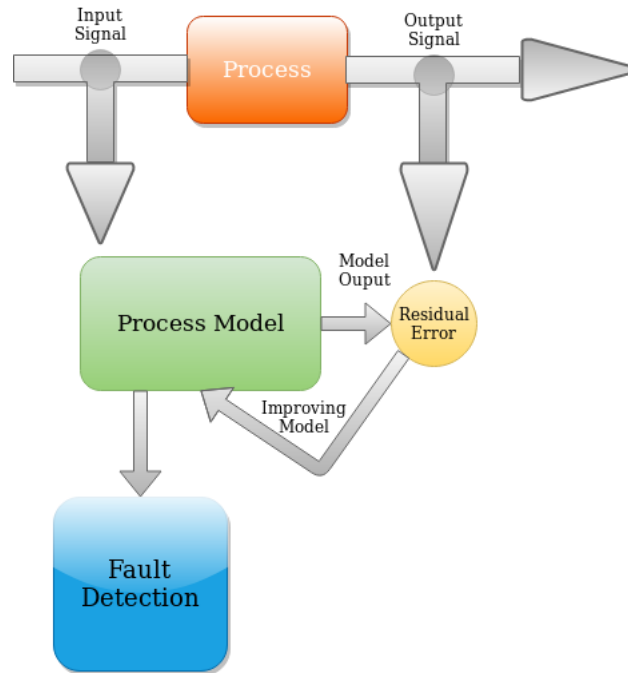 Input
Signal
Output
Signal
Process
Model
Ouput
Process Model
Residual
Error
Improving
Model
Fault
Detection